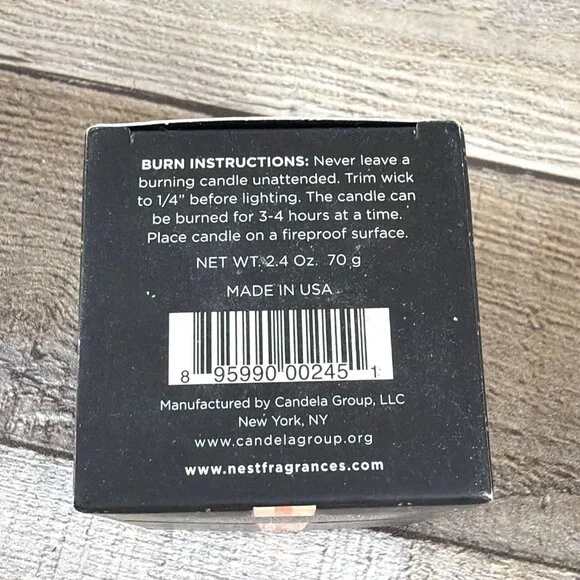 BURN INSTRUCTIONS: Never leave a
burning candle unattended. Trim wick
to 1/4" before lighting. The candle can
be burned for 3-4 hours at a time.
Place candle on a fireproof surface.
NET WT. 2.4 Oz. 70 g
MADE IN USA
8 95990 00245 1
Manufactured by Candela Group, LLC
New York, NY
www.candelagroup.org
www.nestfragrances.com